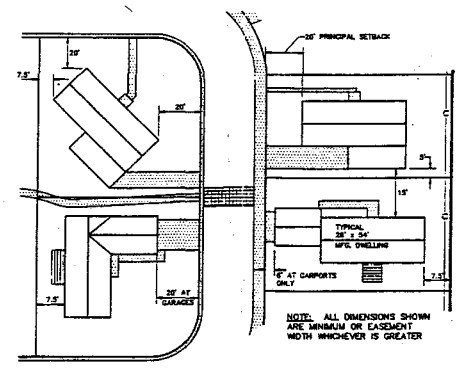 20' PRINCIPAL SETBACK
20'
7.5'
20'
5'
15'
TYPICAL
28' x 54'
MFG. DWELLING
6' AT CARPORTS
ONLY
7.5'
7.5'
20' AT
GARAGES
NOTE: ALL DIMENSIONS SHOWN
ARE MINIMUM OR EASEMENT
WIDTH WHICHEVER IS GREATER